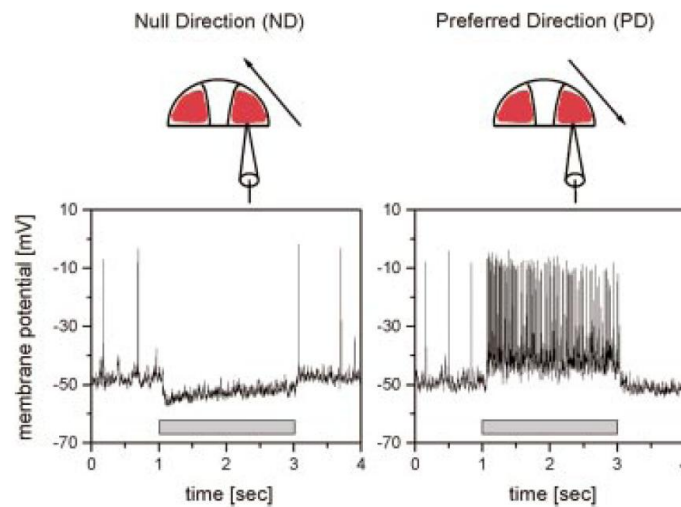 Null Direction (ND)
Preferred Direction (PD)
membrane potential [mV]
10
-10
-30
-50
-70
0 1 2 3 4
time [sec]
10
-10
-30
-50
-70
0 1 2 3 4
time [sec]